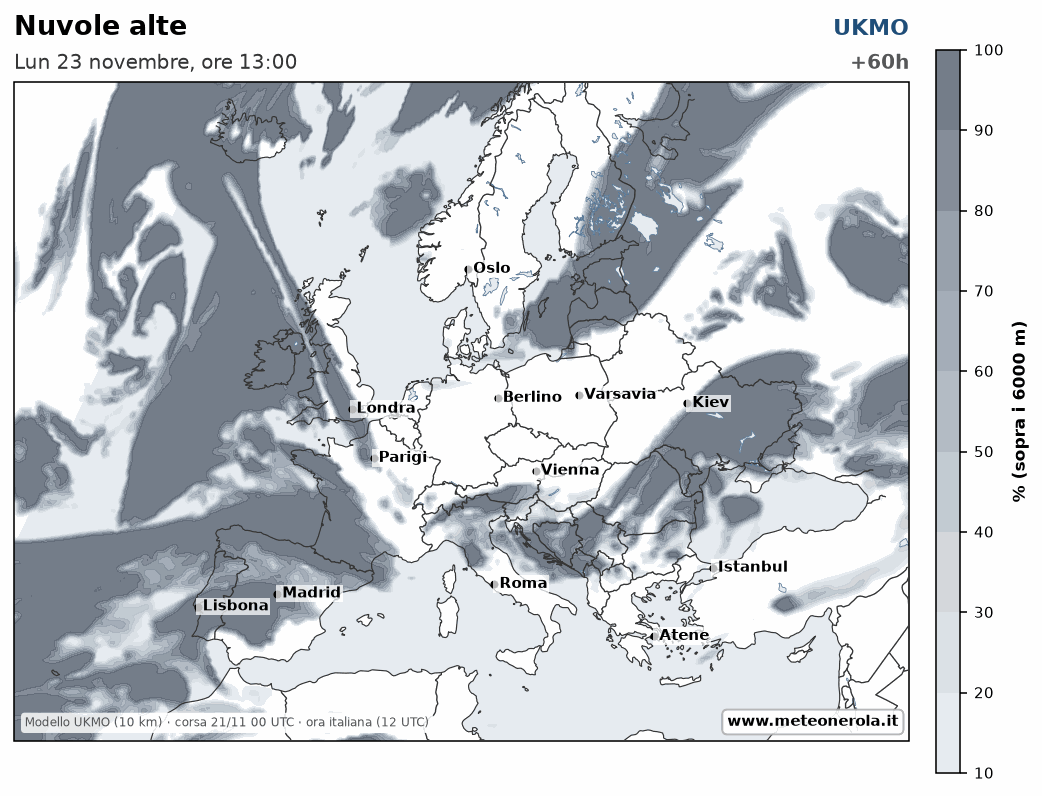 Nuvole alte
UKMO
Lun 23 novembre, ore 13:00
+60h
100
90
80
70
60
50
40
30
20
10
% (sopra i 6000 m)
Oslo
Berlino
Varsavia
Kiev
Londra
Parigi
Vienna
Istanbul
Roma
Madrid
Lisbona
Atene
Modello UKMO (10 km) · corsa 21/11 00 UTC · ora italiana (12 UTC)
www.meteonerola.it